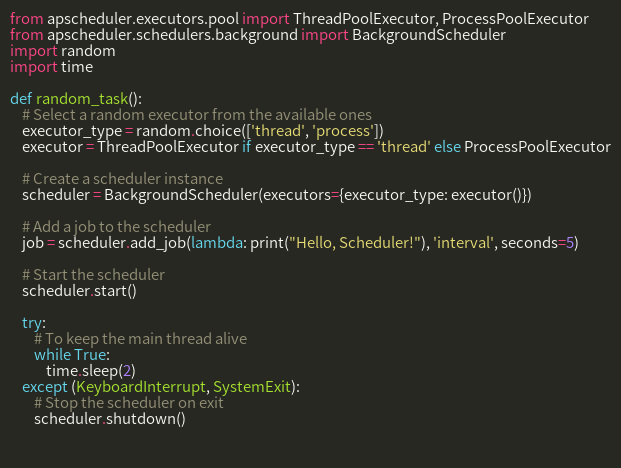 from apscheduler.executors.pool import ThreadPoolExecutor, ProcessPoolExecutor
from apscheduler.schedulers.background import BackgroundScheduler
import random
import time

def random_task():
    # Select a random executor from the available ones
    executor_type = random.choice(['thread', 'process'])
    executor = ThreadPoolExecutor if executor_type == 'thread' else ProcessPoolExecutor

    # Create a scheduler instance
    scheduler = BackgroundScheduler(executors={executor_type: executor()})

    # Add a job to the scheduler
    job = scheduler.add_job(lambda: print("Hello, Scheduler!"), 'interval', seconds=5)

    # Start the scheduler
    scheduler.start()

    try:
        # To keep the main thread alive
        while True:
            time.sleep(2)
    except (KeyboardInterrupt, SystemExit):
        # Stop the scheduler on exit
        scheduler.shutdown()